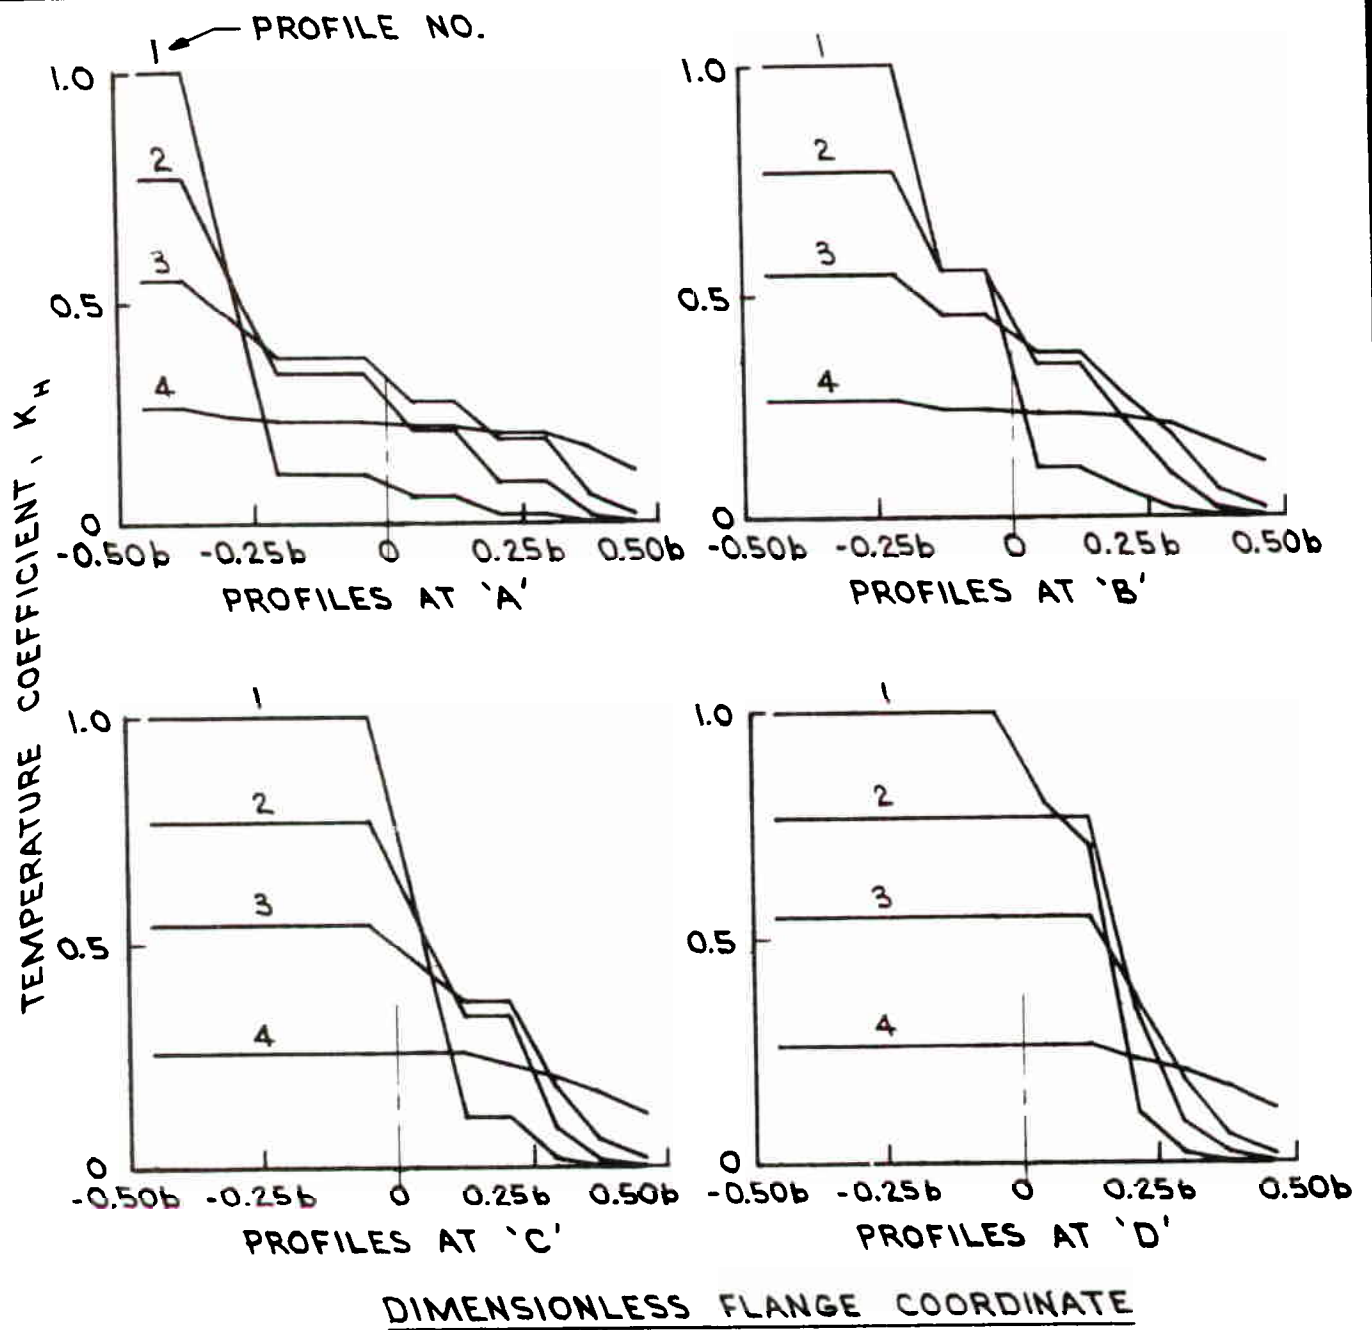 PROFILE NO.
1
1.0
2
3
0.5
4
0
-0.50b -0.25b 0 0.25b 0.50b
PROFILES AT 'A'
1
1.0
2
3
0.5
4
0
-0.50b -0.25b 0 0.25b 0.50b
PROFILES AT 'B'
TEMPERATURE COEFFICIENT, KH
1
1.0
2
3
0.5
4
0
-0.50b -0.25b 0 0.25b 0.50b
PROFILES AT 'C'
1
1.0
2
3
0.5
4
0
-0.50b -0.25b 0 0.25b 0.50b
PROFILES AT 'D'
DIMENSIONLESS FLANGE COORDINATE